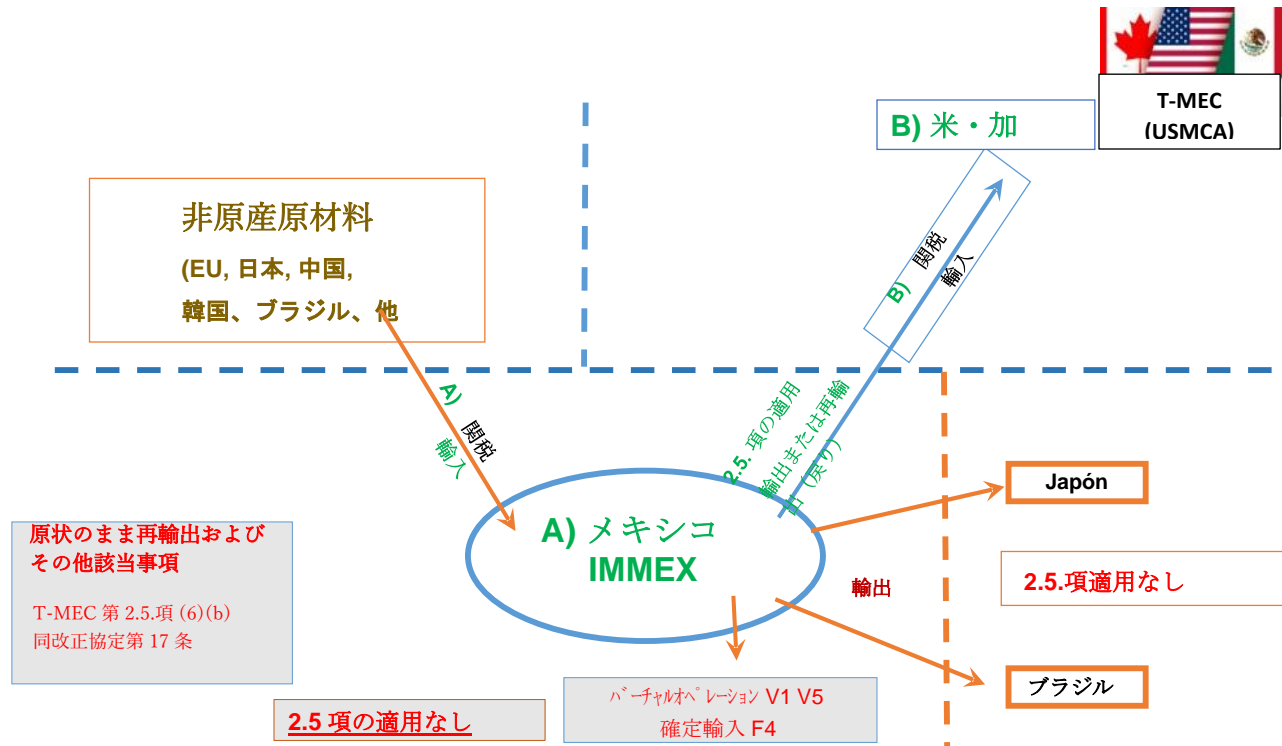 T-MEC
(USMCA)
B) 米・加
非原産原材料
(EU, 日本, 中国,
韓国、ブラジル、他
B) 関税
輸入
A) 関税
輸入
2.5. 項の適用
輸出または再輸
出（戻り）
A) メキシコ
IMMEX
Japón
原状のまま再輸出および
その他該当事項
T-MEC 第 2.5.項 (6)(b)
同改正協定第 17 条
輸出
2.5.項適用なし
ブラジル
2.5 項の適用なし
ﾊﾞｰﾁｬﾙｵﾍﾟﾚｰｼｮﾝ V1 V5
確定輸入 F4